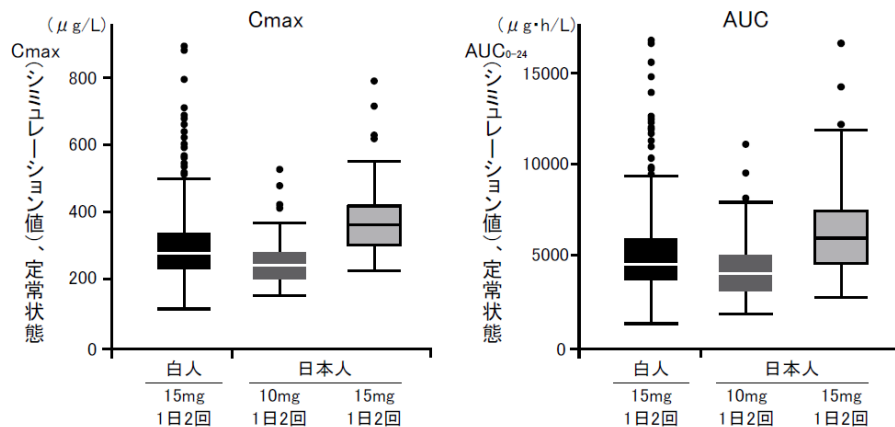 Cmax
(μg/L)
Cmax
(シミュレーション値)、定常状態
800
600
400
200
0
白人
日本人
15mg
1日2回
10mg
1日2回
15mg
1日2回
AUC
(μg・h/L)
AUC0-24
(シミュレーション値)、定常状態
15000
10000
5000
0
白人
日本人
15mg
1日2回
10mg
1日2回
15mg
1日2回